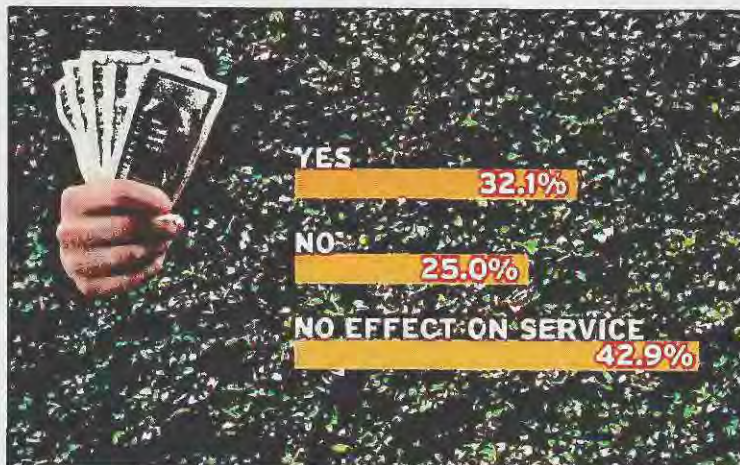 YES
32.1%
NO
25.0%
NO EFFECT ON SERVICE
42.9%